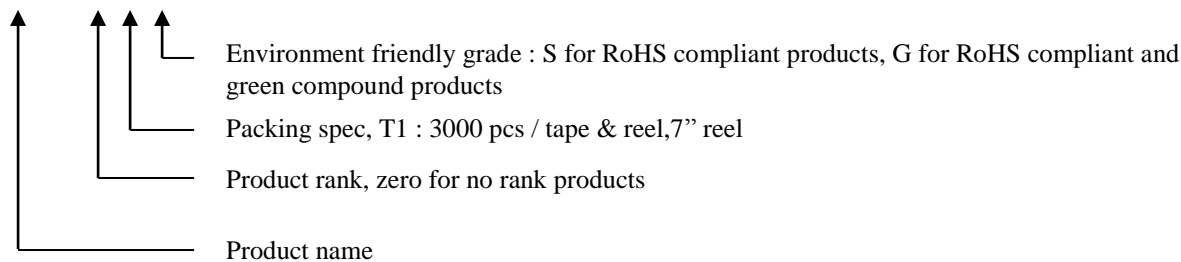 Environment friendly grade : S for RoHS compliant products, G for RoHS compliant and
green compound products
Packing spec, T1 : 3000 pcs / tape & reel,7” reel
Product rank, zero for no rank products
Product name